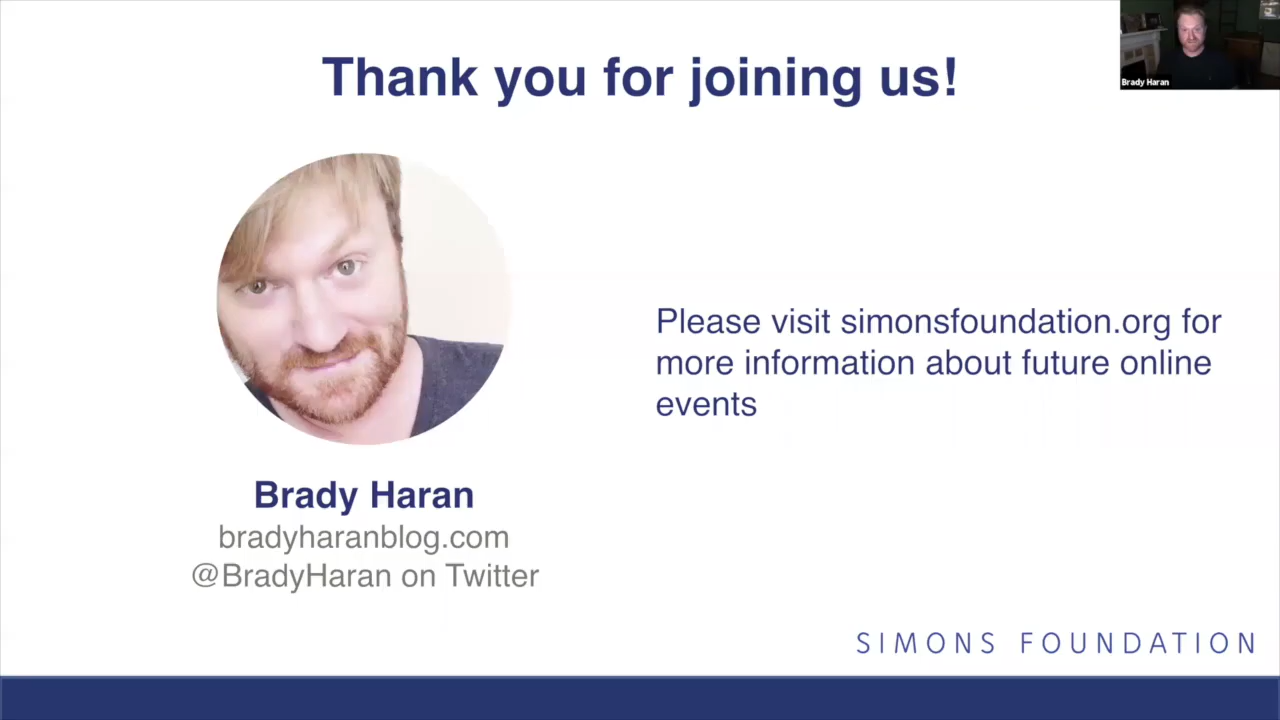 Thank you for joining us!
Brady Haran
Please visit simonsfoundation.org for
more information about future online
events
Brady Haran
bradyharanblog.com
@BradyHaran on Twitter
SIMONS FOUNDATION